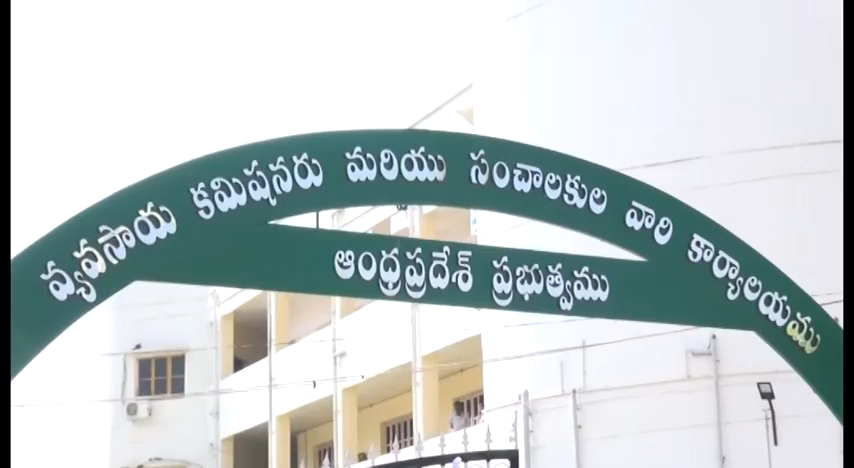 వ్యవసాయ కమిషనరు మరియు సంచాలకుల వారి కార్యాలయము
ఆంధ్రప్రదేశ్ ప్రభుత్వము